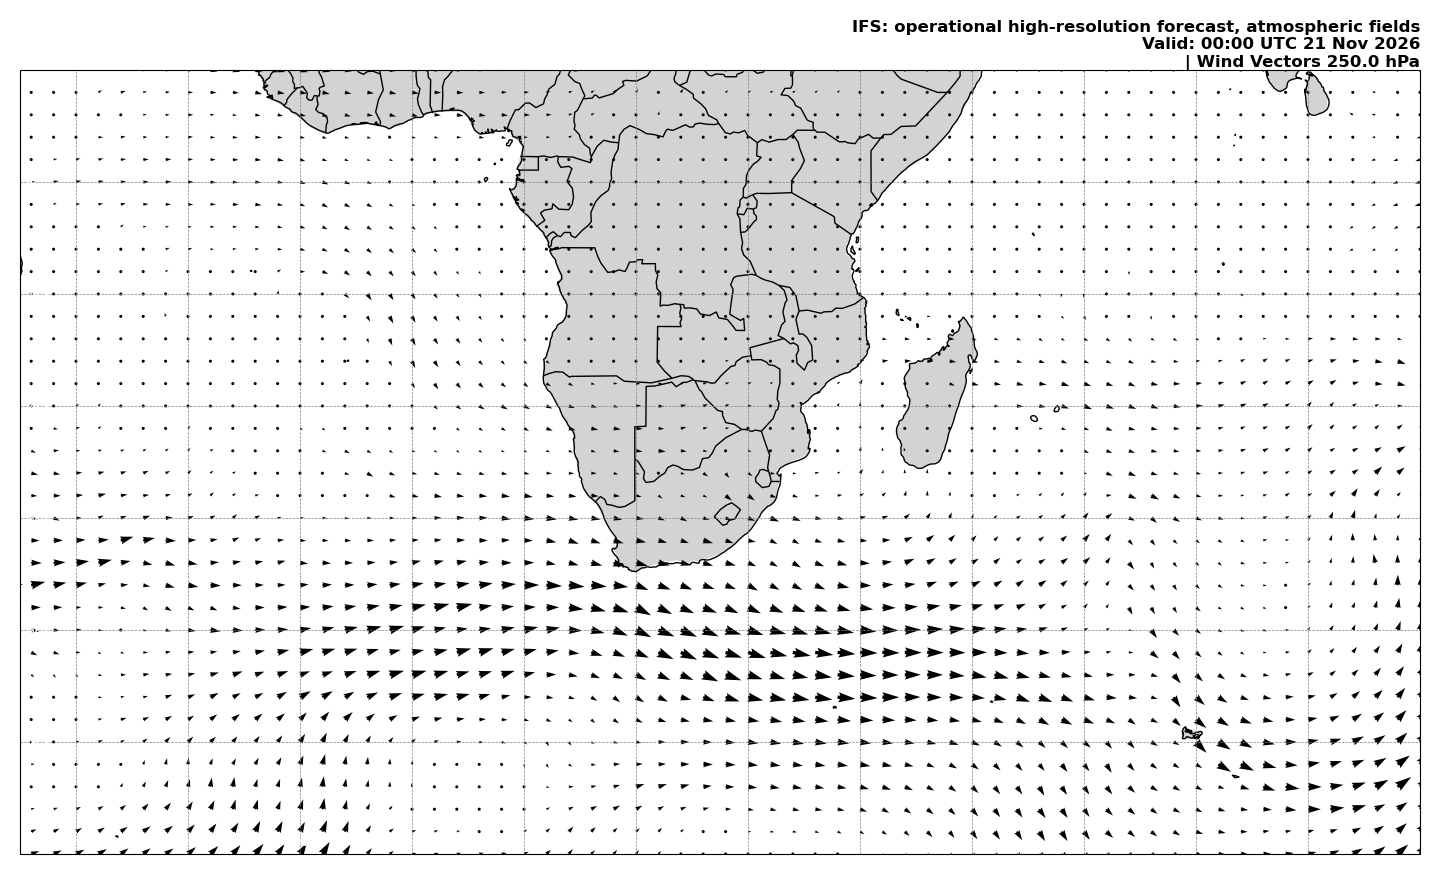 IFS: operational high-resolution forecast, atmospheric fields
Valid: 00:00 UTC 21 Nov 2026
| Wind Vectors 250.0 hPa